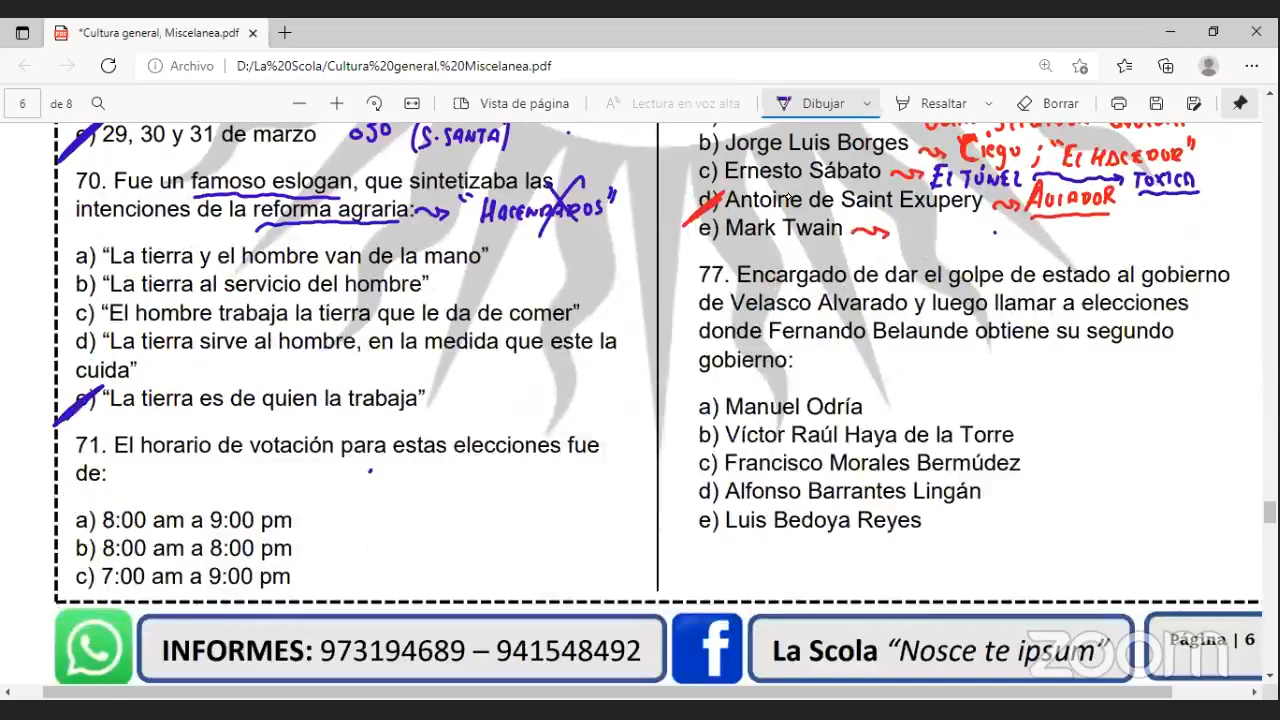 *Cultura general, Miscelanea.pdf
Archivo
D:/La%20Scola/Cultura%20general,%20Miscelanea.pdf
6
de 8
Vista de página
Lectura en voz alta
Dibujar
Resaltar
Borrar
e) 29, 30 y 31 de marzo OJO (S. SANTA)
70. Fue un famoso eslogan, que sintetizaba las
intenciones de la reforma agraria: "HACENDADOS"
a) “La tierra y el hombre van de la mano”
b) “La tierra al servicio del hombre”
c) “El hombre trabaja la tierra que le da de comer”
d) “La tierra sirve al hombre, en la medida que este la
cuida”
e) “La tierra es de quien la trabaja”
71. El horario de votación para estas elecciones fue
de:
a) 8:00 am a 9:00 pm
b) 8:00 am a 8:00 pm
c) 7:00 am a 9:00 pm
b) Jorge Luis Borges Ciego ; "EL HACEDOR"
c) Ernesto Sábato EL TÚNEL TOXICA
d) Antoine de Saint Exupery AVIADOR
e) Mark Twain
77. Encargado de dar el golpe de estado al gobierno
de Velasco Alvarado y luego llamar a elecciones
donde Fernando Belaunde obtiene su segundo
gobierno:
a) Manuel Odría
b) Víctor Raúl Haya de la Torre
c) Francisco Morales Bermúdez
d) Alfonso Barrantes Lingán
e) Luis Bedoya Reyes
INFORMES: 973194689 – 941548492
La Scola “Nosce te ipsum”
Página | 6
zoom